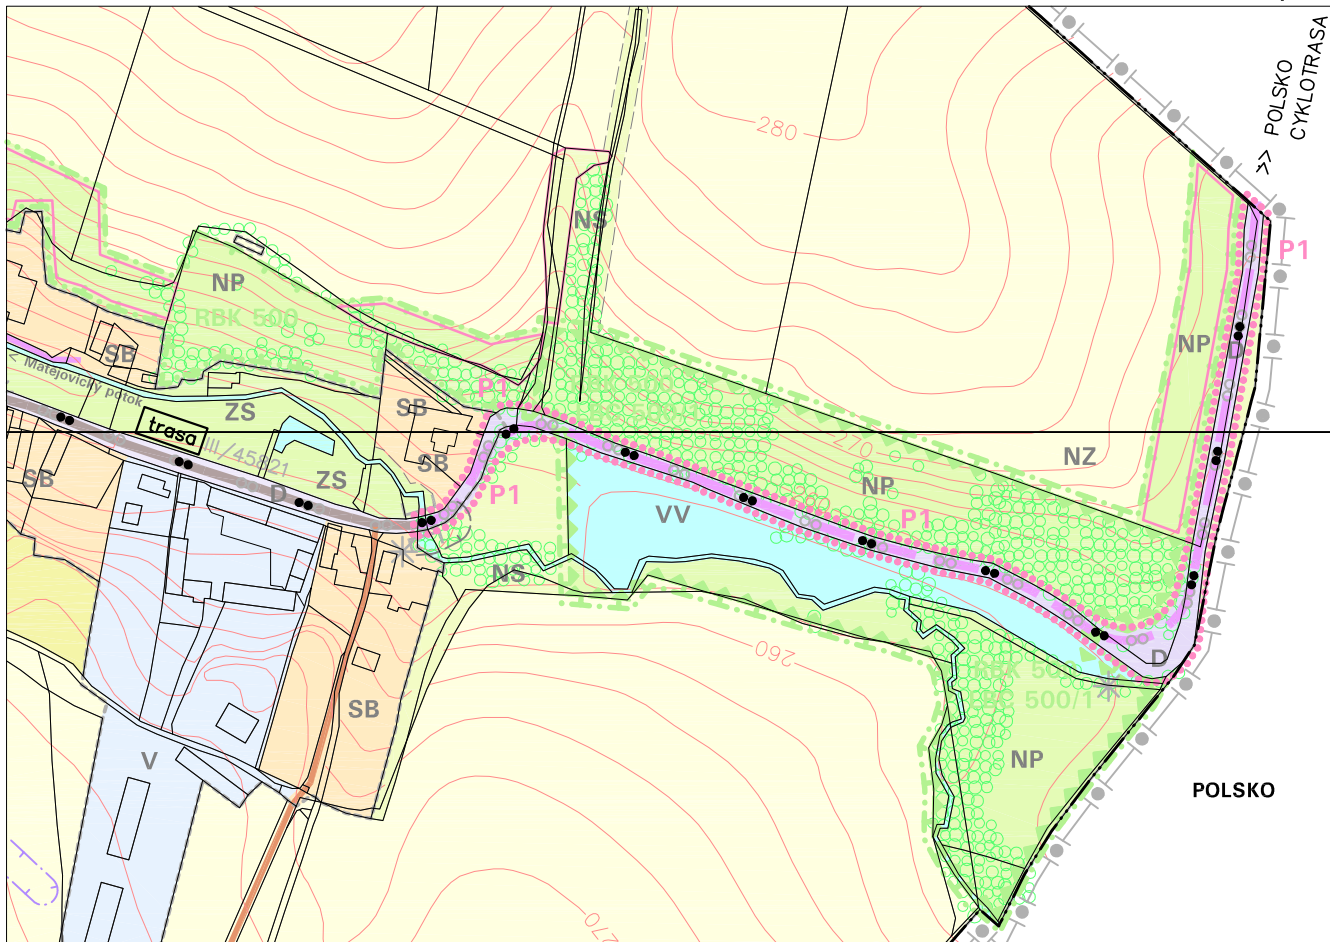 >> POLSKO
CYKLOTRASA
280
NS
P1
NP
RBK 500
NP
SB
< Matějovický potok
P1
SB
ZS
trasa
III/45821
270
NZ
SB
SB
ZS
D
P1
NP
VV
P1
NS
260
D
500/1
SB
NP
V
POLSKO
270